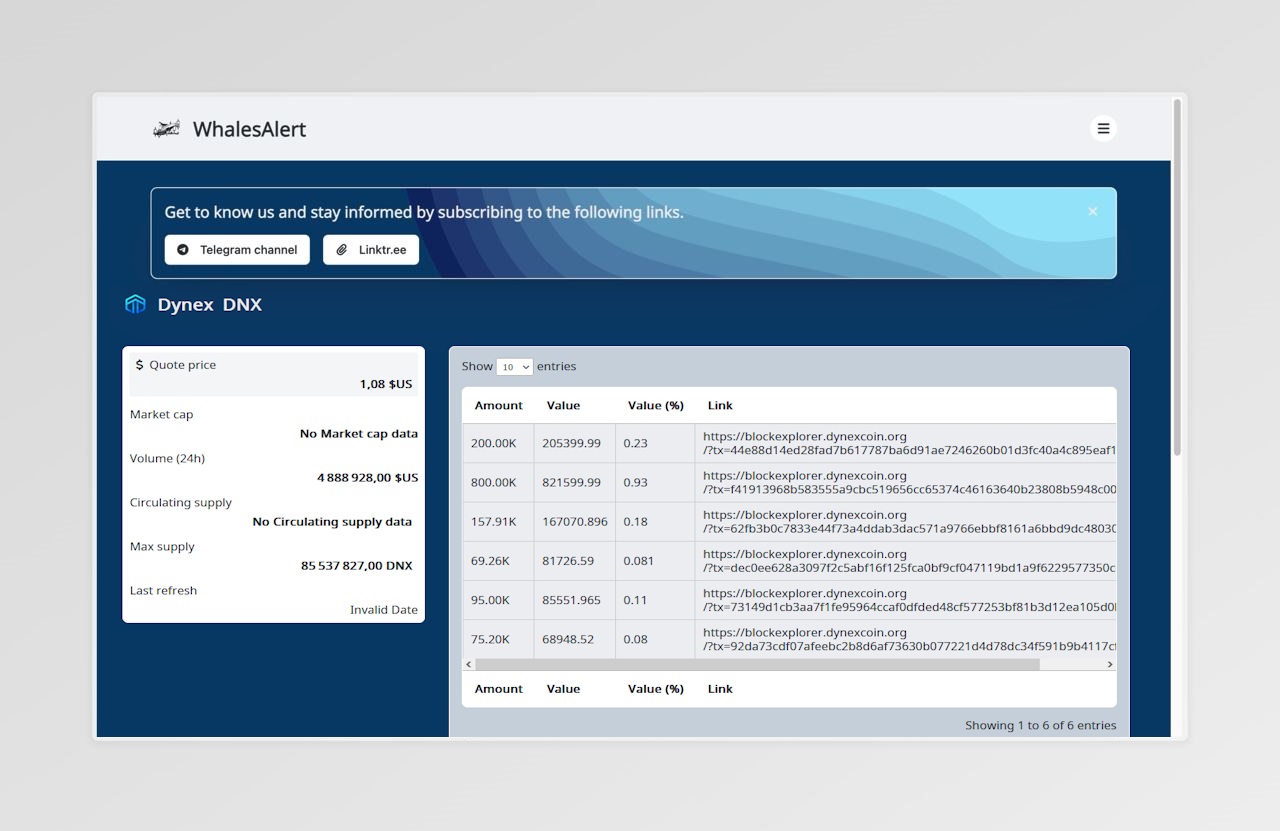 WhalesAlert
Get to know us and stay informed by subscribing to the following links.
Telegram channel
Linktr.ee
Dynex DNX
$ Quote price
1,08 $US
Market cap
No Market cap data
Volume (24h)
4 888 928,00 $US
Circulating supply
No Circulating supply data
Max supply
85 537 827,00 DNX
Last refresh
Invalid Date
Show 10 entries
Amount Value Value (%) Link
200.00K 205399.99 0.23 https://blockexplorer.dynexcoin.org
/?tx=44e88d14ed28fad7b617787ba6d91ae7246260b01d3fc40a4c895eaf1
800.00K 821599.99 0.93 https://blockexplorer.dynexcoin.org
/?tx=f41913968b583555a9cbc519656cc65374c46163640b23808b5948c00
157.91K 167070.896 0.18 https://blockexplorer.dynexcoin.org
/?tx=62fb3b0c7833e44f73a4ddab3dac571a9766ebbf8161a6bbd9dc48030
69.26K 81726.59 0.081 https://blockexplorer.dynexcoin.org
/?tx=dec0ee628a3097f2c5abf16f125fca0bf9cf047119bd1a9f6229577350c
95.00K 85551.965 0.11 https://blockexplorer.dynexcoin.org
/?tx=73149d1cb3aa7f1fe95964ccaf0dfded48cf577253bf81b3d12ea105d0
75.20K 68948.52 0.08 https://blockexplorer.dynexcoin.org
/?tx=92da73cdf07afeebc2b8d6af73630b077221d4d78dc34f591b9b4117c
Amount Value Value (%) Link
Showing 1 to 6 of 6 entries